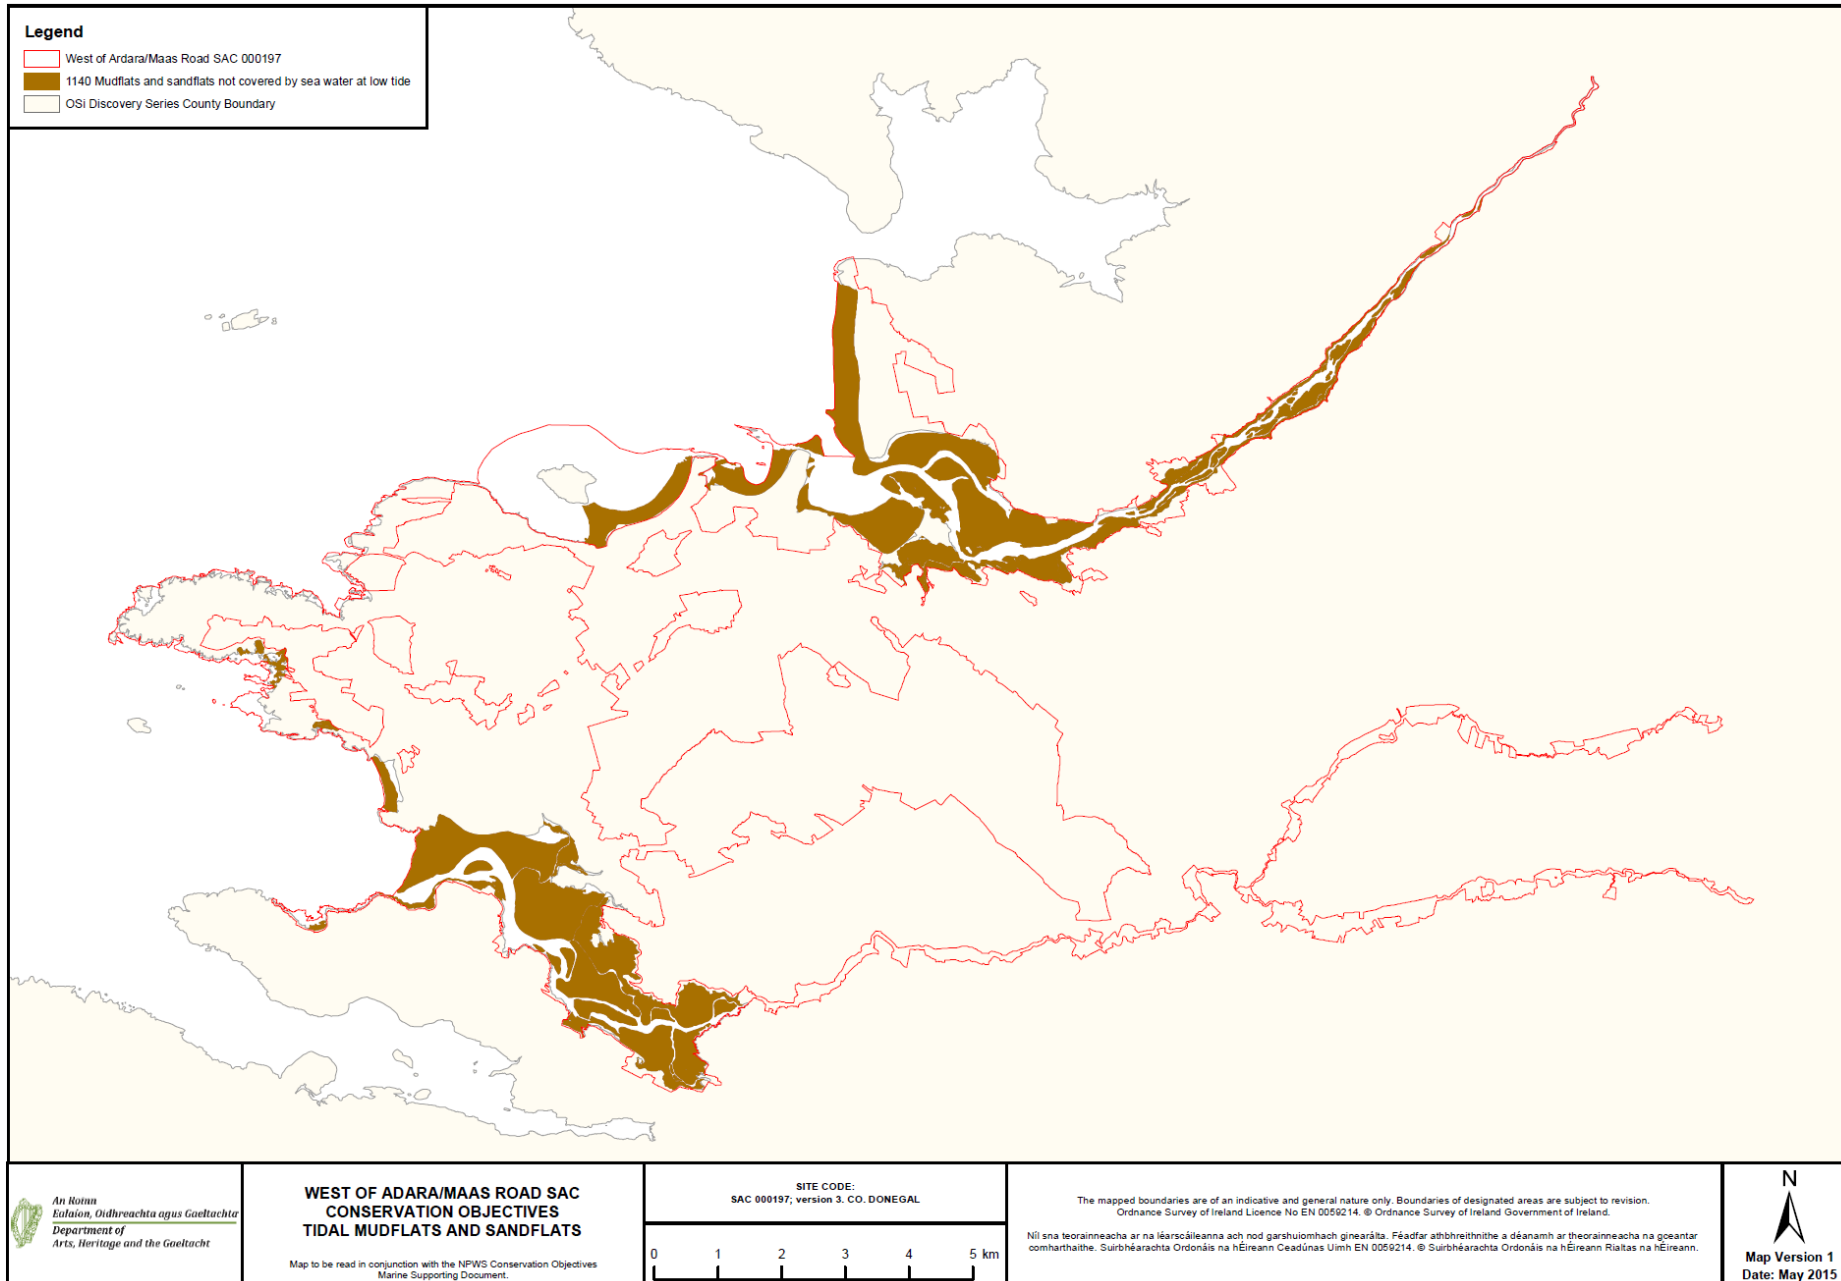 Legend
West of Ardara/Maas Road SAC 000197
1140 Mudflats and sandflats not covered by sea water at low tide
OSi Discovery Series County Boundary
An Roinn
Ealaíon, Oidhreachta agus Gaeltachta
Department of
Arts, Heritage and the Gaeltacht
WEST OF ADARA/MAAS ROAD SAC
CONSERVATION OBJECTIVES
TIDAL MUDFLATS AND SANDFLATS
Map to be read in conjunction with the NPWS Conservation Objectives
Marine Supporting Document.
SITE CODE:
SAC 000197; version 3. CO. DONEGAL
0 1 2 3 4 5 km
The mapped boundaries are of an indicative and general nature only. Boundaries of designated areas are subject to revision.
Ordnance Survey of Ireland Licence No EN 0059214. © Ordnance Survey of Ireland Government of Ireland.
Níl sna teorainneacha ar na léarscáileanna ach nod garshuiomhach ginearálta. Féadfar athbhreithnithe a déanamh ar theorainneacha na gceantar
comharthaithe. Suirbhéarachta Ordonáis na hÉireann Ceadúnas Uimh EN 0059214. © Suirbhéarachta Ordonáis na hÉireann Rialtas na hÉireann.
N
Map Version 1
Date: May 2015